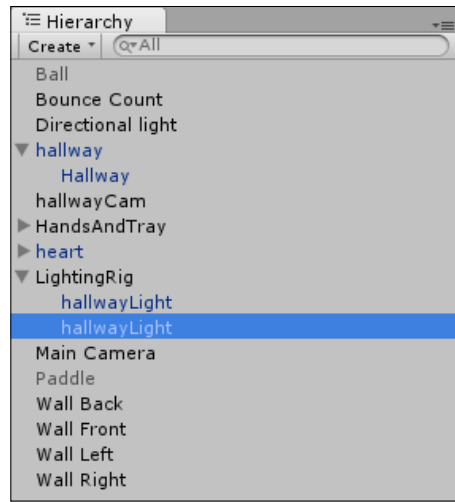 Hierarchy
Create All
Ball
Bounce Count
Directional light
hallway
Hallway
hallwayCam
HandsAndTray
heart
LightingRig
hallwayLight
hallwayLight
Main Camera
Paddle
Wall Back
Wall Front
Wall Left
Wall Right